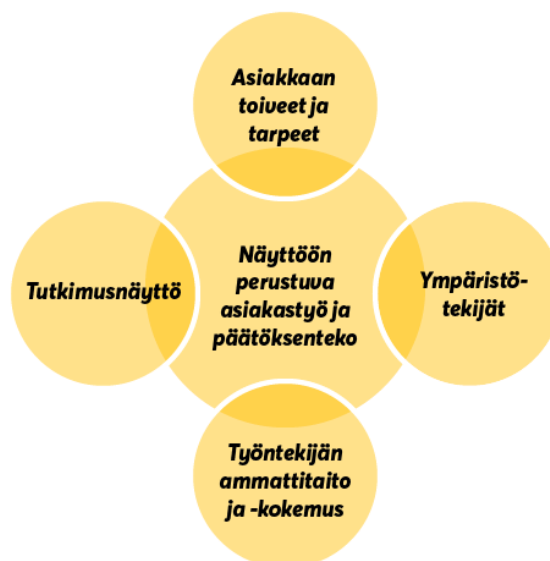 Asiakkaan
toiveet ja
tarpeet
Tutkimusnäyttö
Näyttöön
perustuva
asiakastyö ja
päätöksenteko
Ympäristö-
tekijät
Työntekijän
ammattitaito
ja -kokemus